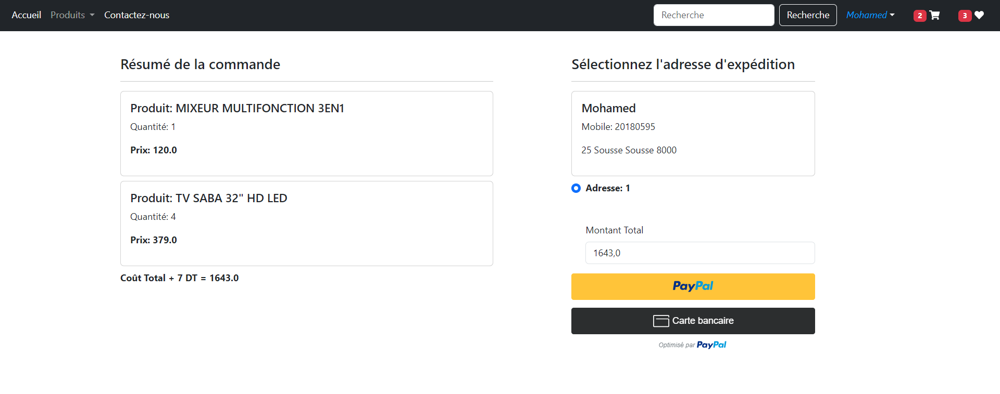 Accueil Produits Contactez-nous Recherche Recherche Mohamed 2 3
Résumé de la commande
Produit: MIXEUR MULTIFONCTION 3EN1
Quantité: 1
Prix: 120.0
Produit: TV SABA 32" HD LED
Quantité: 4
Prix: 379.0
Coût Total + 7 DT = 1643.0
Sélectionnez l'adresse d'expédition
Mohamed
Mobile: 20180595
25 Sousse Sousse 8000
Adresse: 1
Montant Total
1643,0
PayPal
Carte bancaire
Optimisé par PayPal